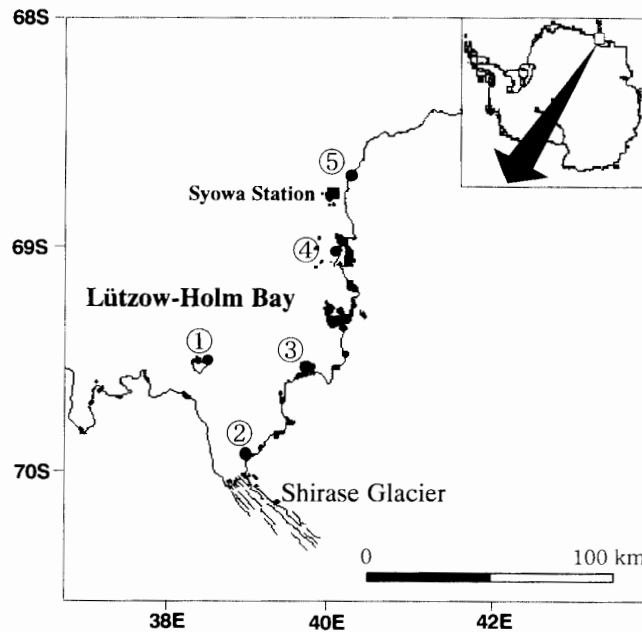 68S
⑤
Syowa Station
69S
④
Lützow-Holm Bay
①
③
②
70S
Shirase Glacier
0 100 km
38E 40E 42E